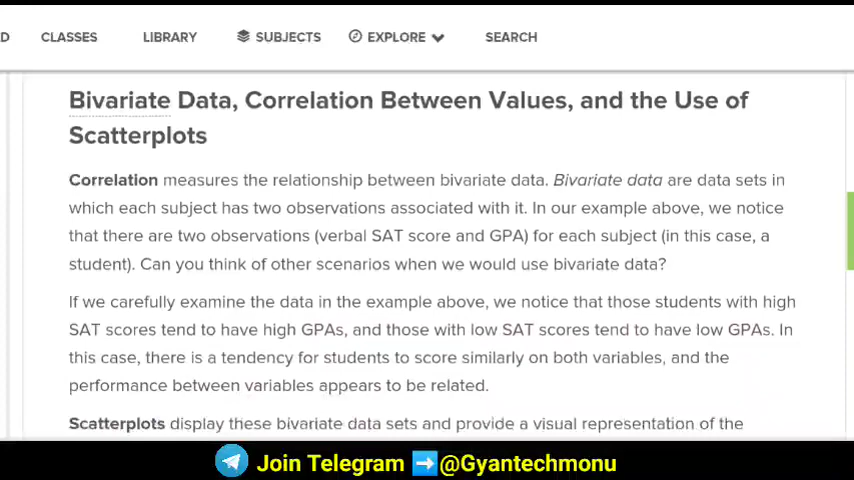 D CLASSES LIBRARY SUBJECTS EXPLORE SEARCH
Bivariate Data, Correlation Between Values, and the Use of
Scatterplots
Correlation measures the relationship between bivariate data. Bivariate data are data sets in
which each subject has two observations associated with it. In our example above, we notice
that there are two observations (verbal SAT score and GPA) for each subject (in this case, a
student). Can you think of other scenarios when we would use bivariate data?
If we carefully examine the data in the example above, we notice that those students with high
SAT scores tend to have high GPAs, and those with low SAT scores tend to have low GPAs. In
this case, there is a tendency for students to score similarly on both variables, and the
performance between variables appears to be related.
Scatterplots display these bivariate data sets and provide a visual representation of the
Join Telegram ➡️@Gyantechmonu